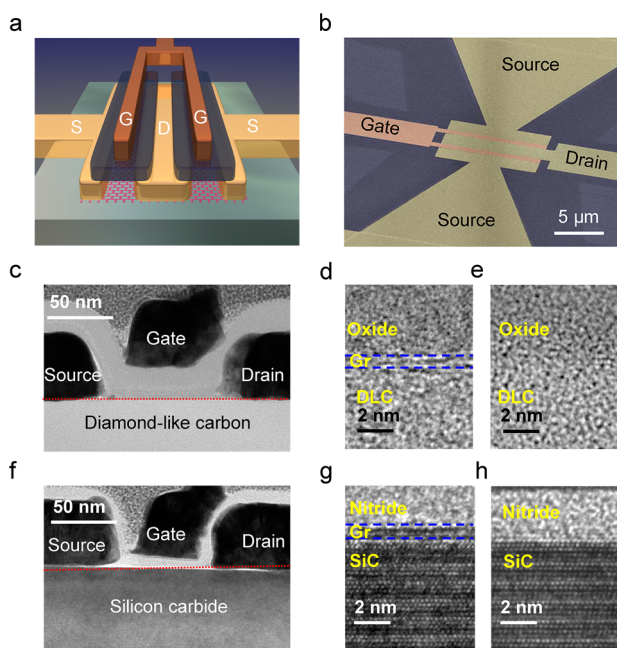 a
b
S
G
D
G
S
Source
Gate
Drain
Source
5 µm
c
50 nm
Gate
Source
Drain
Diamond-like carbon
d
Oxide
Gr
DLC
2 nm
e
Oxide
DLC
2 nm
f
50 nm
Gate
Source
Drain
Silicon carbide
g
Nitride
Gr
SiC
2 nm
h
Nitride
SiC
2 nm